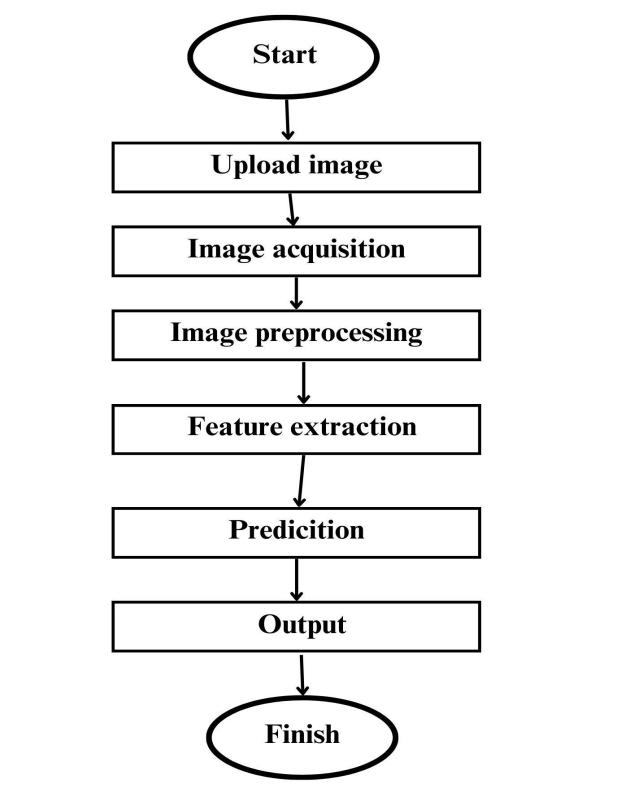 Start
Upload image
Image acquisition
Image preprocessing
Feature extraction
Predicition
Output
Finish